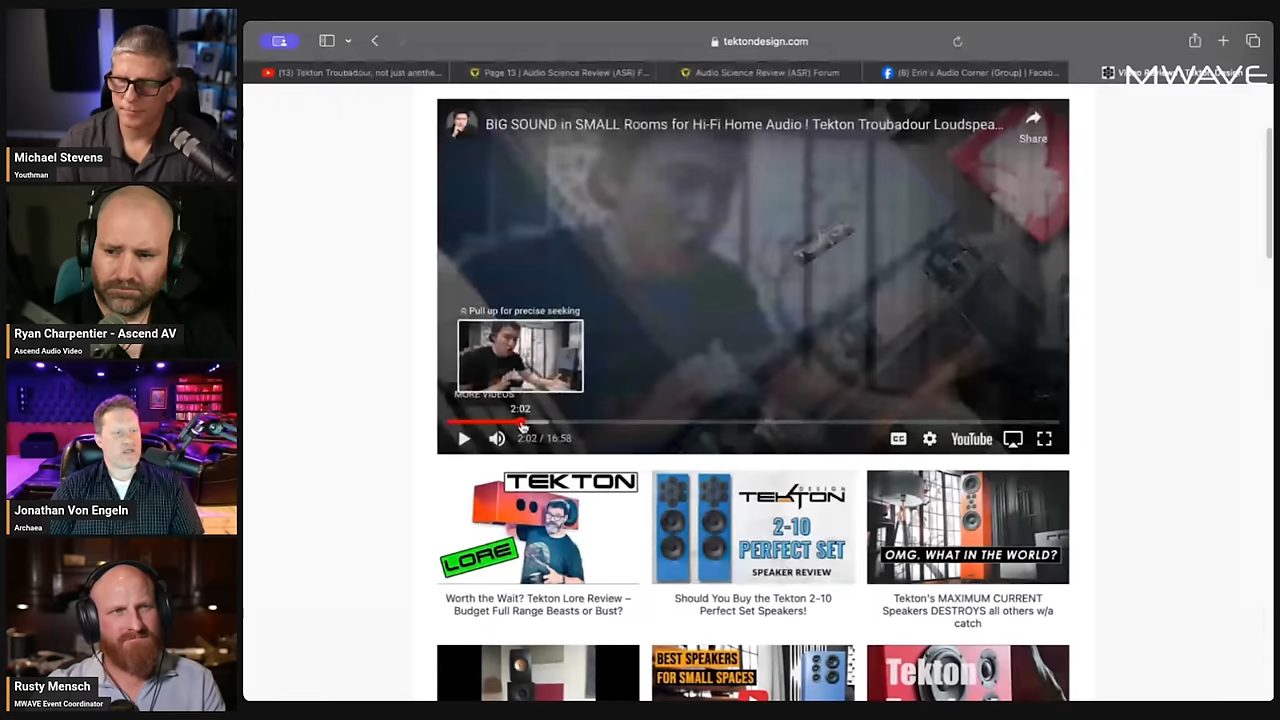 Michael Stevens
Youthman
Ryan Charpentier - Ascend AV
Ascend Audio Video
Jonathan Von Engeln
Archaea
Rusty Mensch
MWAVE Event Coordinator
tektondesign.com
(13) Tekton Troubadour, not just anothe...
Page 13 | Audio Science Review (ASR) F...
Audio Science Review (ASR) Forum
(6) Erin's Audio Corner (Group) | Faceb...
MWAVE
BIG SOUND in SMALL Rooms for Hi-Fi Home Audio ! Tekton Troubadour Loudspea...
Share
Pull up for precise seeking
MORE VIDEOS
2:02
2:02 / 16:58
CC
YouTube
TEKTON
LORE
Worth the Wait? Tekton Lore Review –
Budget Full Range Beasts or Bust?
TEKTON
DESIGN
2-10
PERFECT SET
SPEAKER REVIEW
Should You Buy the Tekton 2-10
Perfect Set Speakers!
OMG. WHAT IN THE WORLD?
Tekton's MAXIMUM CURRENT
Speakers DESTROYS all others w/a
catch
BEST SPEAKERS
FOR SMALL SPACES
Tekton